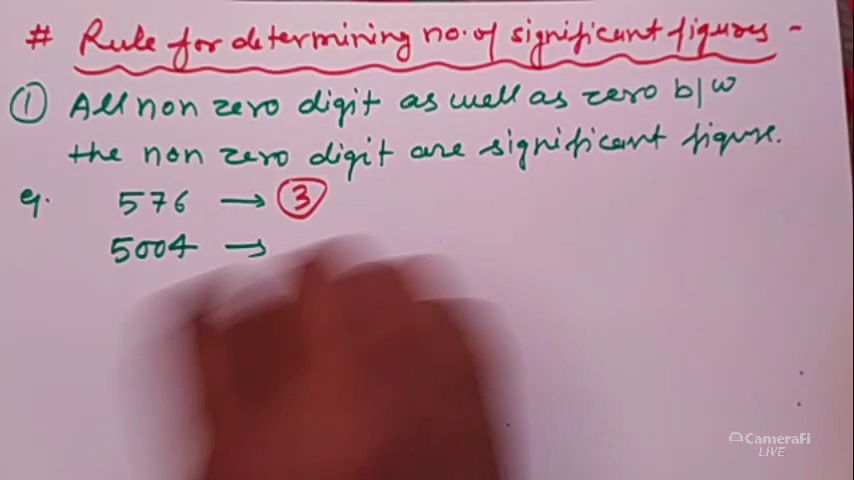 # Rule for determining no. of significant figures -
① All non zero digit as well as zero b/w
the non zero digit are significant figure.
eg. 576 → ③
5004 →
CameraFi
LIVE